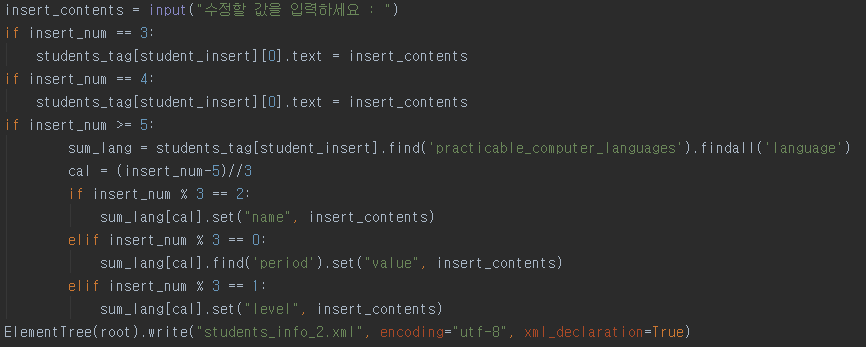 insert_contents = input("수정할 값을 입력하세요 : ")
if insert_num == 3:
    students_tag[student_insert][0].text = insert_contents
if insert_num == 4:
    students_tag[student_insert][0].text = insert_contents
if insert_num >= 5:
        sum_lang = students_tag[student_insert].find('practicable_computer_languages').findall('language')
        cal = (insert_num-5)//3
        if insert_num % 3 == 2:
            sum_lang[cal].set("name", insert_contents)
        elif insert_num % 3 == 0:
            sum_lang[cal].find('period').set("value", insert_contents)
        elif insert_num % 3 == 1:
            sum_lang[cal].set("level", insert_contents)
ElementTree(root).write("students_info_2.xml", encoding="utf-8", xml_declaration=True)